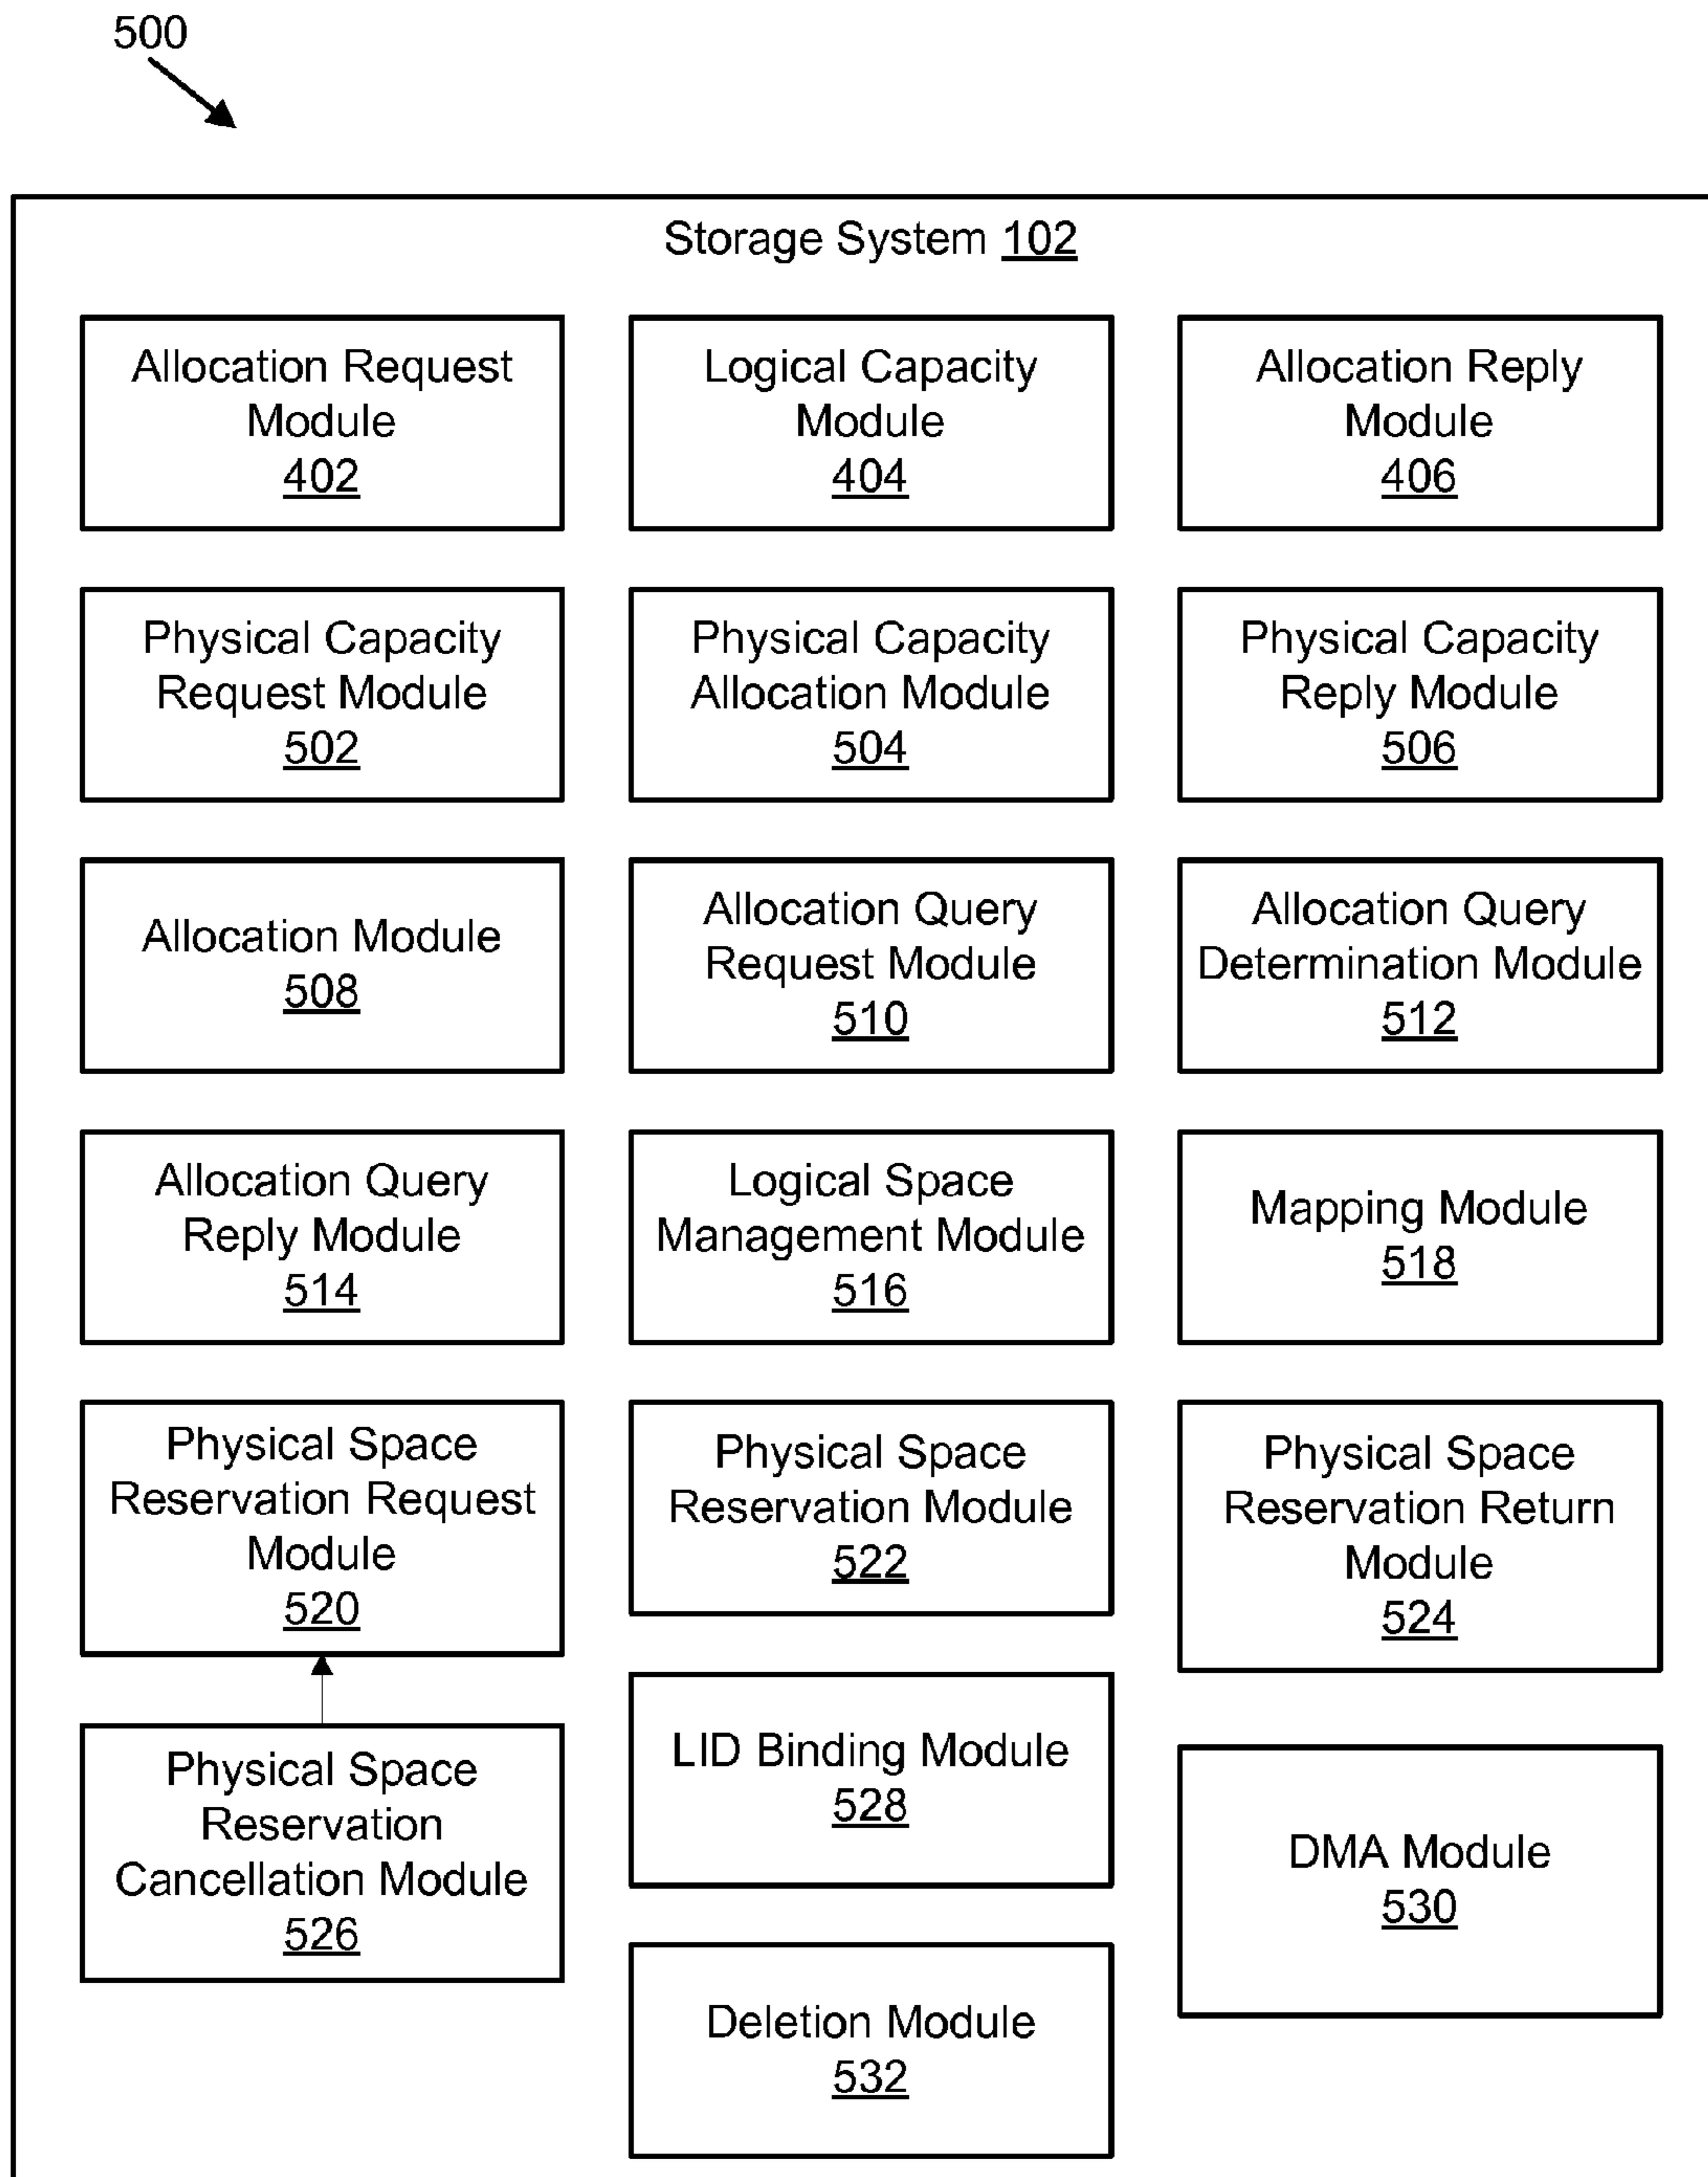 500
Storage System 102
Allocation Request
Module
402
Logical Capacity
Module
404
Allocation Reply
Module
406
Physical Capacity
Request Module
502
Physical Capacity
Allocation Module
504
Physical Capacity
Reply Module
506
Allocation Module
508
Allocation Query
Request Module
510
Allocation Query
Determination Module
512
Allocation Query
Reply Module
514
Logical Space
Management Module
516
Mapping Module
518
Physical Space
Reservation Request
Module
520
Physical Space
Reservation Module
522
Physical Space
Reservation Return
Module
524
Physical Space
Reservation
Cancellation Module
526
LID Binding Module
528
DMA Module
530
Deletion Module
532